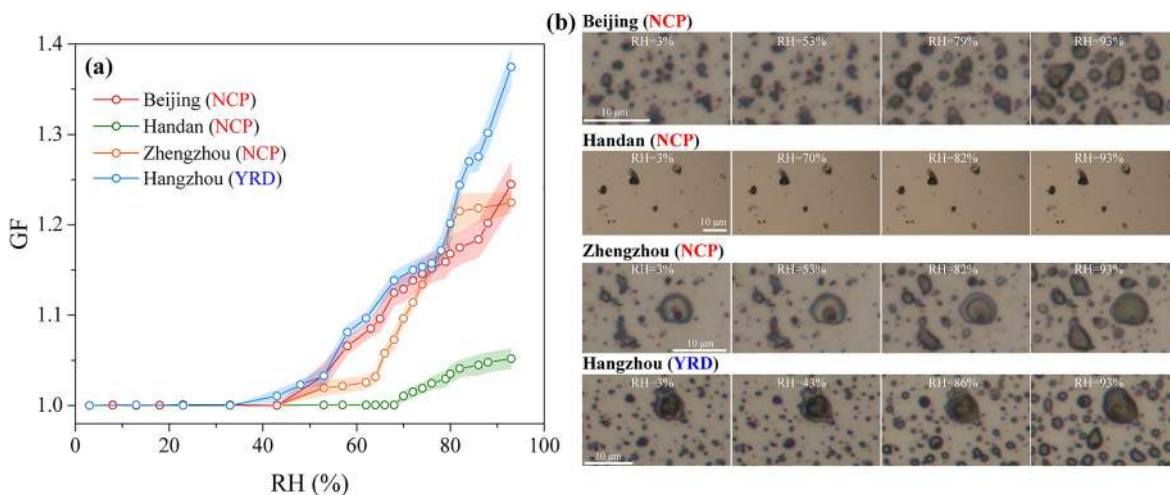 (a)
Beijing (NCP)
Handan (NCP)
Zhengzhou (NCP)
Hangzhou (YRD)
1.4
1.3
1.2
1.1
1.0
GF
0 20 40 60 80 100
RH (%)
(b) Beijing (NCP)
RH=3% RH=53% RH=79% RH=93%
10 μm
Handan (NCP)
RH=3% RH=70% RH=82% RH=93%
10 μm
Zhengzhou (NCP)
RH=3% RH=53% RH=82% RH=93%
10 μm
Hangzhou (YRD)
RH=3% RH=43% RH=86% RH=93%
10 μm